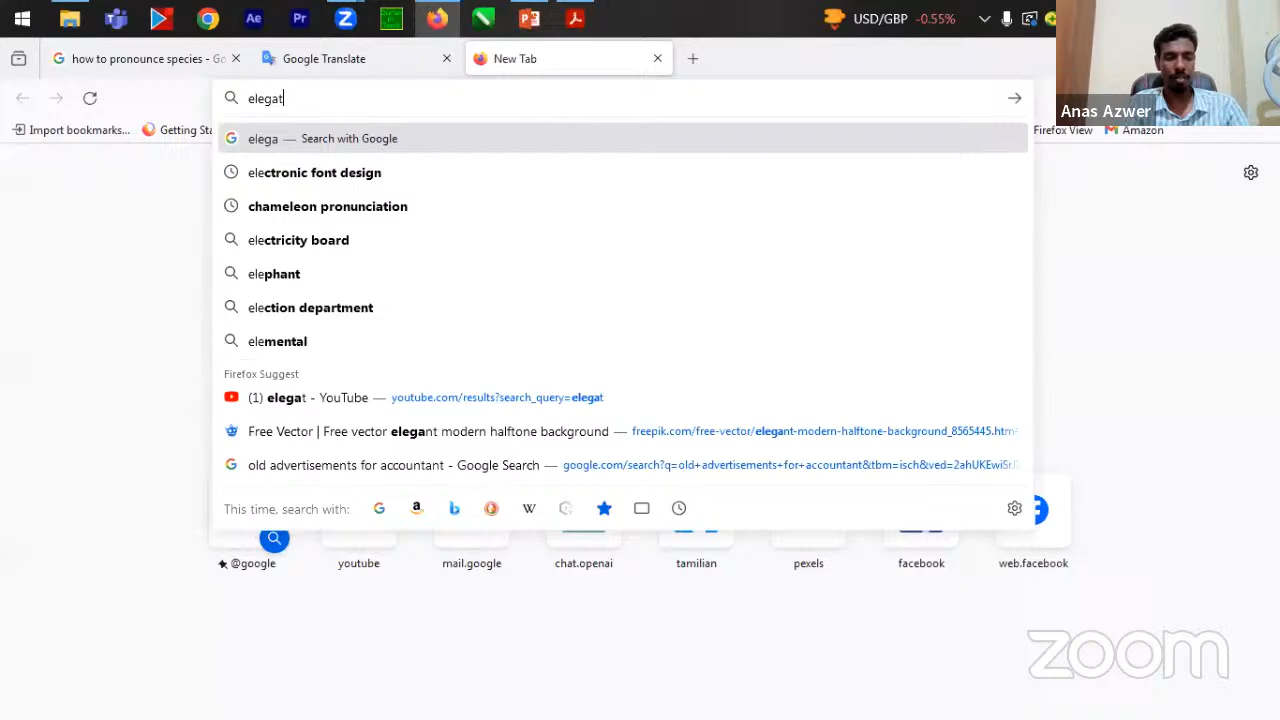 Ae
Pr
USD/GBP -0.55%
how to pronounce species - Go
Google Translate
New Tab
elegat
Anas Azwer
Import bookmarks...
Getting Sta
Firefox View
Amazon
elega — Search with Google
electronic font design
chameleon pronunciation
electricity board
elephant
election department
elemental
Firefox Suggest
(1) elegat - YouTube — youtube.com/results?search_query=elegat
Free Vector | Free vector elegant modern halftone background — freepik.com/free-vector/elegant-modern-halftone-background_8565445.htm
old advertisements for accountant - Google Search — google.com/search?q=old+advertisements+for+accountant&tbm=isch&ved=2ahUKEwiSrJ
This time, search with:
@google
youtube
mail.google
chat.openai
tamilian
pexels
facebook
web.facebook
zoom